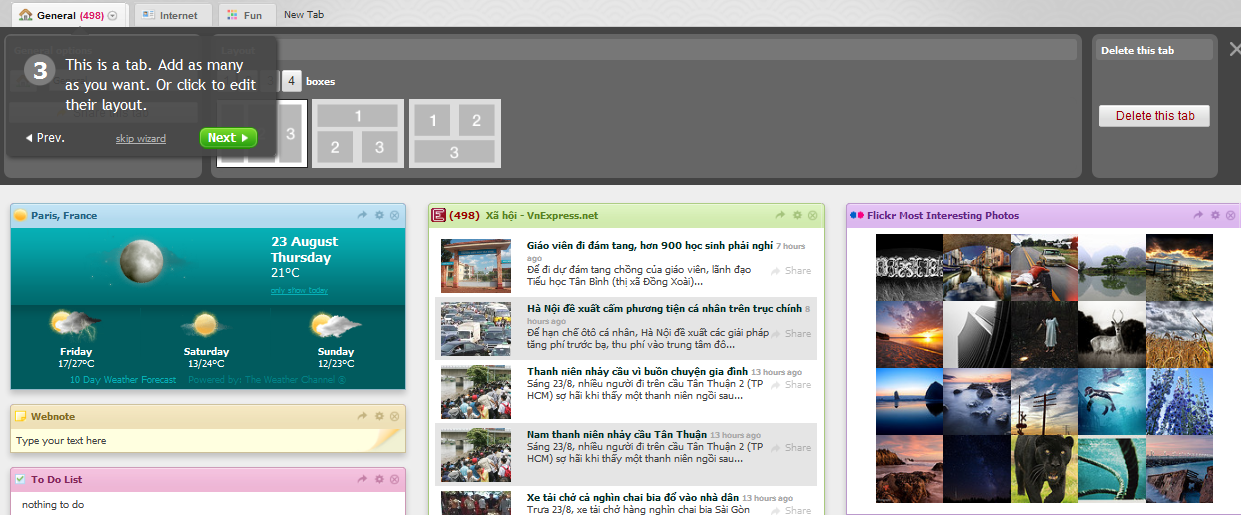 General (498)
Internet
Fun
New Tab
3
This is a tab. Add as many
as you want. Or click to edit
their layout.
Prev.
skip wizard
Next
Layout
4 boxes
3
1
2 3
1 2
3
Delete this tab
Delete this tab
Paris, France
23 August
Thursday
21°C
only show today
Friday
17/27°C
Saturday
13/24°C
Sunday
12/23°C
10 Day Weather Forecast Powered by: The Weather Channel ®
Webnote
Type your text here
To Do List
nothing to do
(498) Xã hội - VnExpress.net
Giáo viên đi đám tang, hơn 900 học sinh phải nghỉ 7 hours
ago
Để đi dự đám tang chồng của giáo viên, lãnh đạo
Tiểu học Tân Bình (thị xã Đồng Xoài)...
Share
Hà Nội đề xuất cấm phương tiện cá nhân trên trục chính 8
hours ago
Để hạn chế ôtô cá nhân, Hà Nội đề xuất các giải pháp
tăng phí trước bạ, thu phí vào trung tâm đô...
Share
Thanh niên nhảy cầu vì buồn chuyện gia đình 13 hours ago
Sáng 23/8, nhiều người đi trên cầu Tân Thuận 2 (TP
HCM) sợ hãi khi thấy một thanh niên ngồi sau...
Share
Nam thanh niên nhảy cầu Tân Thuận 13 hours ago
Sáng 23/8, nhiều người đi trên cầu Tân Thuận 2 (TP
HCM) sợ hãi khi thấy một thanh niên ngồi sau...
Share
Xe tải chở cả nghìn chai bia đổ vào nhà dân 13 hours ago
Trưa 23/8, xe tải chở hàng nghìn chai bia Sài Gòn
Share
Flickr Most Interesting Photos